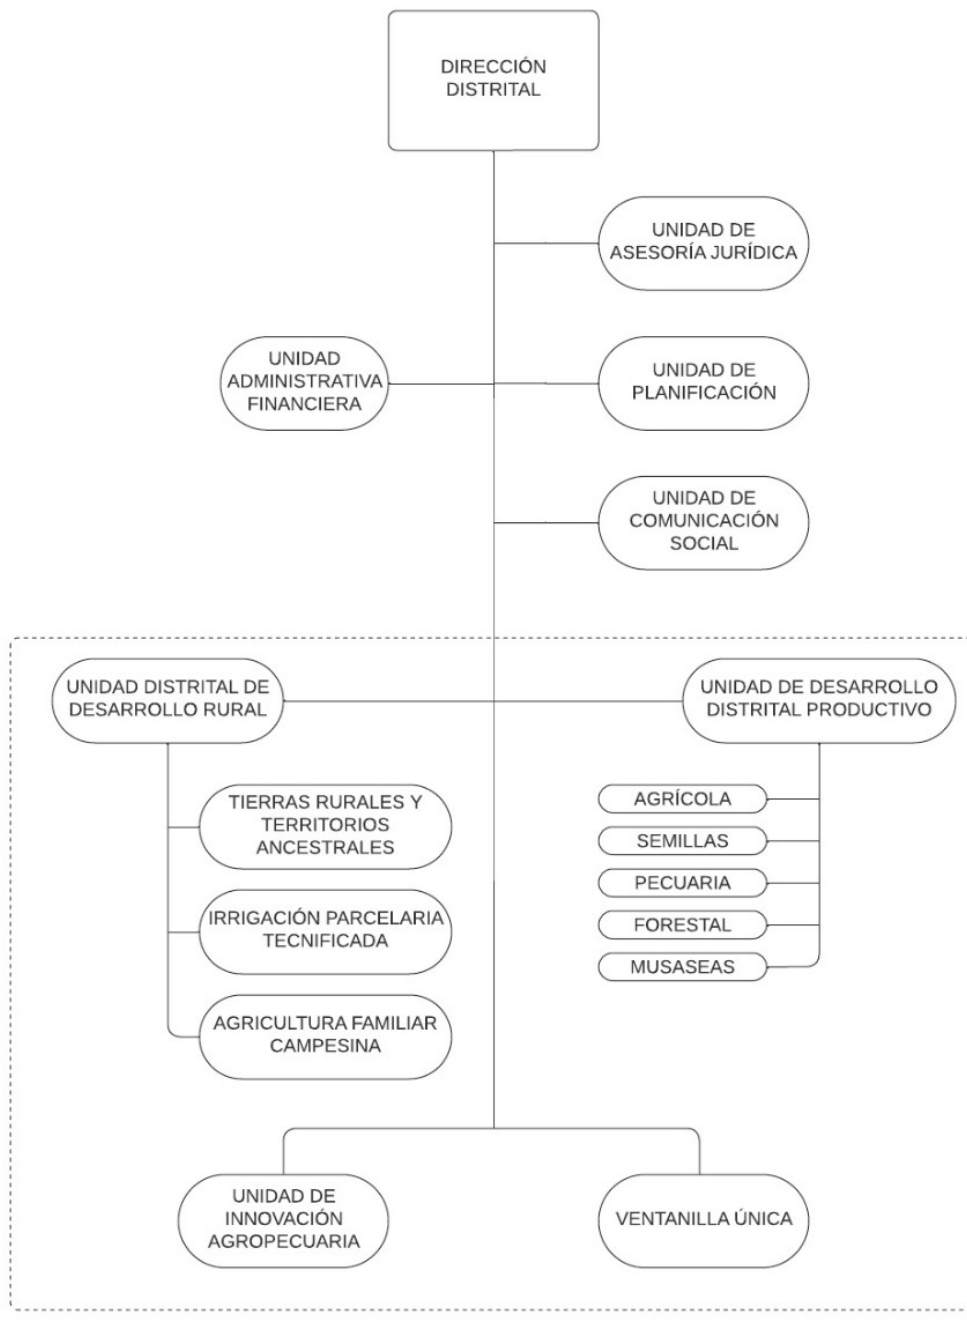 DIRECCIÓN
DISTRITAL
UNIDAD DE
ASESORÍA JURÍDICA
UNIDAD
ADMINISTRATIVA
FINANCIERA
UNIDAD DE
PLANIFICACIÓN
UNIDAD DE
COMUNICACIÓN
SOCIAL
UNIDAD DISTRITAL DE
DESARROLLO RURAL
UNIDAD DE DESARROLLO
DISTRITAL PRODUCTIVO
TIERRAS RURALES Y
TERRITORIOS
ANCESTRALES
IRRIGACIÓN PARCELARIA
TECNIFICADA
AGRICULTURA FAMILIAR
CAMPESINA
AGRÍCOLA
SEMILLAS
PECUARIA
FORESTAL
MUSASEAS
UNIDAD DE
INNOVACIÓN
AGROPECUARIA
VENTANILLA ÚNICA